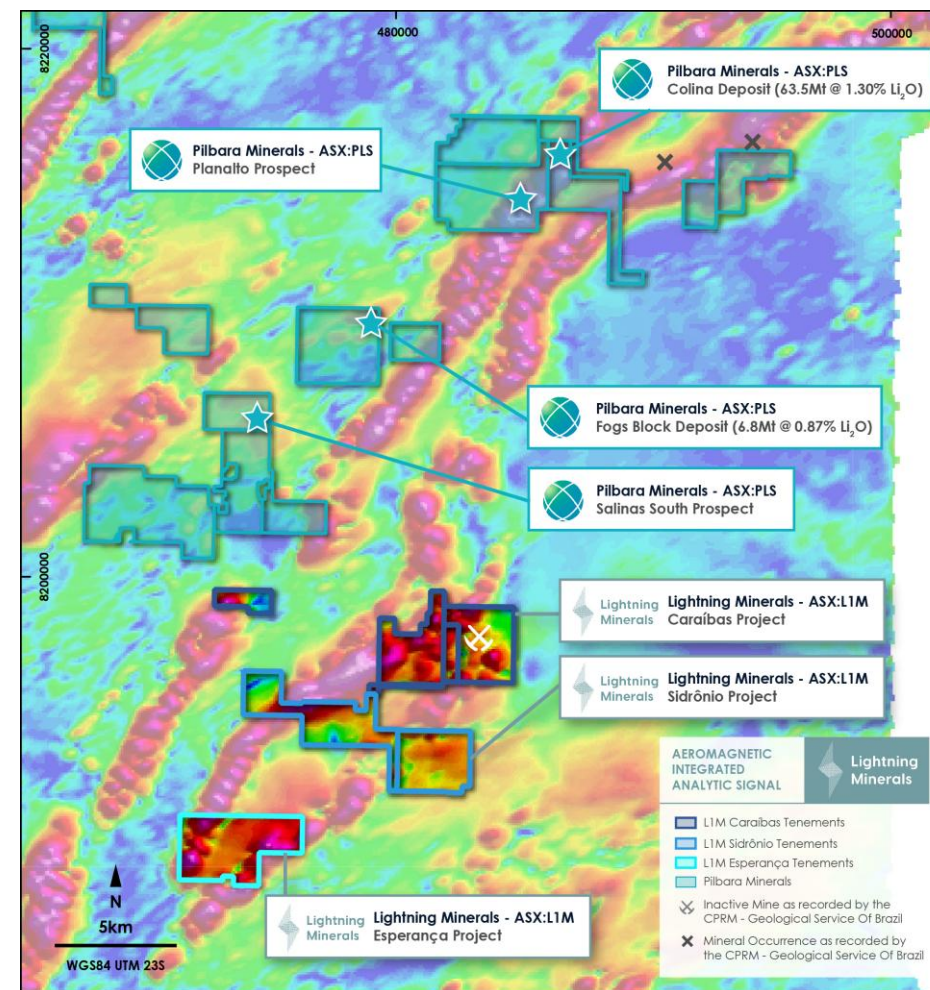 480000
500000
8220000
Pilbara Minerals - ASX:PLS
Colina Deposit (63.5Mt @ 1.30% Li₂O)
Pilbara Minerals - ASX:PLS
Planalto Prospect
Pilbara Minerals - ASX:PLS
Fogs Block Deposit (6.8Mt @ 0.87% Li₂O)
Pilbara Minerals - ASX:PLS
Salinas South Prospect
8200000
Lightning
Minerals
Lightning Minerals - ASX:L1M
Caraíbas Project
Lightning
Minerals
Lightning Minerals - ASX:L1M
Sidrônio Project
AEROMAGNETIC
INTEGRATED
ANALYTIC SIGNAL
Lightning
Minerals
L1M Caraíbas Tenements
L1M Sidrônio Tenements
L1M Esperança Tenements
Pilbara Minerals
Inactive Mine as recorded by the
CPRM - Geological Service Of Brazil
Mineral Occurrence as recorded by
the CPRM - Geological Service Of Brazil
N
5km
WGS84 UTM 23S
Lightning
Minerals
Lightning Minerals - ASX:L1M
Esperança Project